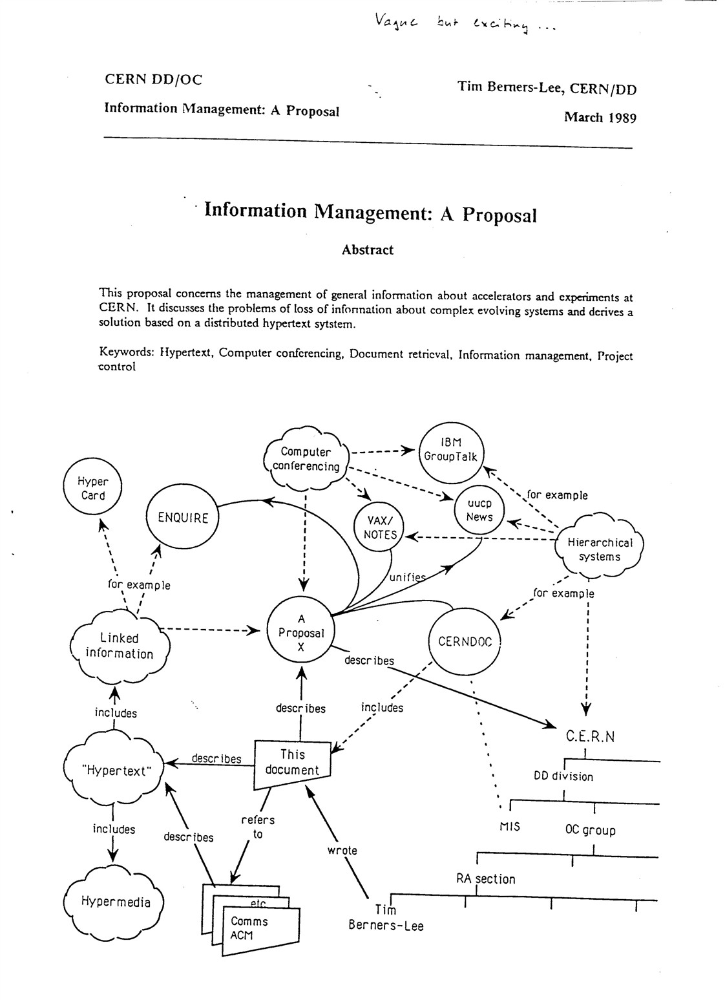 Vague but exciting ...
CERN DD/OC
Tim Berners-Lee, CERN/DD
Information Management: A Proposal
March 1989
Information Management: A Proposal
Abstract
This proposal concerns the management of general information about accelerators and experiments at
CERN. It discusses the problems of loss of information about complex evolving systems and derives a
solution based on a distributed hypertext sytstem.
Keywords: Hypertext, Computer conferencing, Document retrieval, Information management, Project
control
Computer
conferencing
IBM
GroupTalk
Hyper
Card
ENQUIRE
uucp
News
for example
VAX/
NOTES
Hierarchical
systems
unifies
for example
for example
A
Proposal
X
Linked
information
CERNDOC
describes
includes
describes
includes
C.E.R.N
"Hypertext"
describes
This
document
DD division
includes
describes
refers
to
MIS
OC group
wrote
RA section
Hypermedia
etc
Comms
ACM
Tim
Berners-Lee